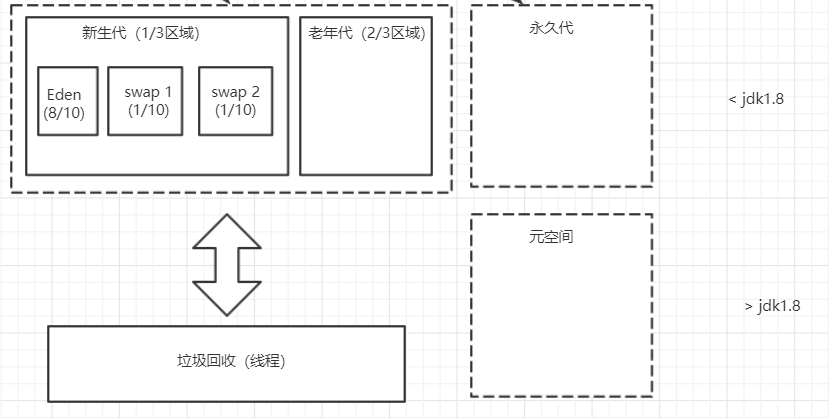 新生代（1/3区域）
老年代（2/3区域）
永久代
Eden
(8/10)
swap 1
(1/10)
swap 2
(1/10)
< jdk1.8
元空间
> jdk1.8
垃圾回收（线程）